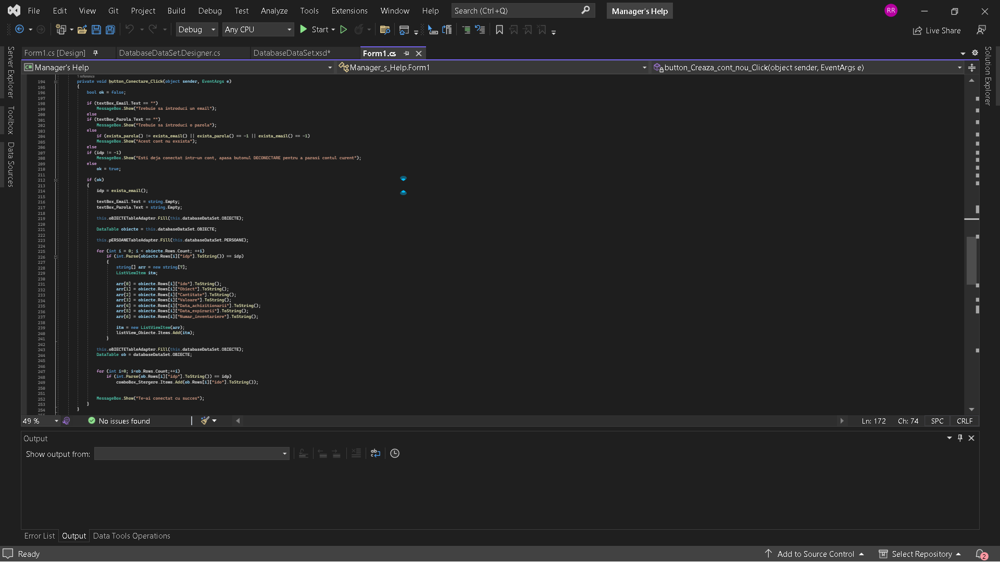 File Edit View Git Project Build Debug Test Analyze Tools Extensions Window Help Search (Ctrl+Q) Manager's Help RR
Debug Any CPU Start Live Share
Form1.cs [Design] DatabaseDataSet.Designer.cs DatabaseDataSet.xsd* Form1.cs
C# Manager's Help Manager_s_Help.Form1 button_Creaza_cont_nou_Click(object sender, EventArgs e)
Server Explorer
Toolbox
Data Sources
Solution Explorer
1 reference
194 private void button_Conectare_Click(object sender, EventArgs e)
195 {
196 bool ok = false;
197
198 if (textBox_Email.Text == "")
199 MessageBox.Show("Trebuie sa introduci un email");
200 else
201 if (textBox_Parola.Text == "")
202 MessageBox.Show("Trebuie sa introduci o parola");
203 else
204 if (exista_parola() != exista_email() || exista_parola() == -1 || exista_email() == -1)
205 MessageBox.Show("Acest cont nu exsista");
206 else
207 if (idp != -1)
208 MessageBox.Show("Esti deja conectat intr-un cont, apasa butonul DECONECTARE pentru a parasi contul curent");
209 else
210 ok = true;
211
212 if (ok)
213 {
214 idp = exista_email();
215
216 textBox_Email.Text = string.Empty;
217 textBox_Parola.Text = string.Empty;
218
219 this.oBIECTETableAdapter.Fill(this.databaseDataSet.OBIECTE);
220
221 DataTable obiecte = this.databaseDataSet.OBIECTE;
222
223 this.pERSOANETableAdapter.Fill(this.databaseDataSet.PERSOANE);
224
225 for (int i = 0; i < obiecte.Rows.Count; ++i)
226 if (int.Parse(obiecte.Rows[i]["idp"].ToString()) == idp)
227 {
228 string[] arr = new string[7];
229 ListViewItem itm;
230
231 arr[0] = obiecte.Rows[i]["ido"].ToString();
232 arr[1] = obiecte.Rows[i]["Obiect"].ToString();
233 arr[2] = obiecte.Rows[i]["Cantitate"].ToString();
234 arr[3] = obiecte.Rows[i]["Valoare"].ToString();
235 arr[4] = obiecte.Rows[i]["Data_achizitionarii"].ToString();
236 arr[5] = obiecte.Rows[i]["Data_expirarii"].ToString();
237 arr[6] = obiecte.Rows[i]["Numar_inventariere"].ToString();
238
239 itm = new ListViewItem(arr);
240 listView_Obiecte.Items.Add(itm);
241 }
242
243 this.oBIECTETableAdapter.Fill(this.databaseDataSet.OBIECTE);
244 DataTable ob = databaseDataSet.OBIECTE;
245
246
247 for (int i=0; i<ob.Rows.Count;++i)
248 if (int.Parse(ob.Rows[i]["idp"].ToString()) == idp)
249 comboBox_Stergere.Items.Add(ob.Rows[i]["ido"].ToString());
250
251
252 MessageBox.Show("Te-ai conectat cu succes");
253 }
254 }
49 % No issues found Ln: 172 Ch: 74 SPC CRLF
Output
Show output from:
Error List Output Data Tools Operations
Ready Add to Source Control Select Repository 2